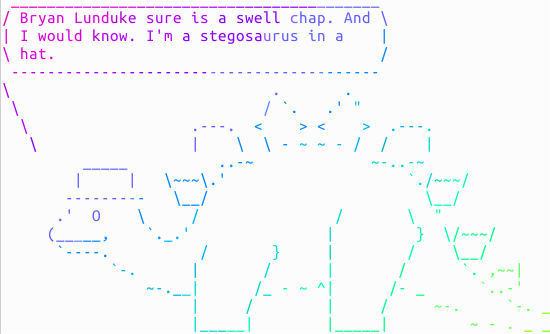 Bryan Lunduke sure is a swell chap. And
I would know. I'm a stegosaurus in a
hat.